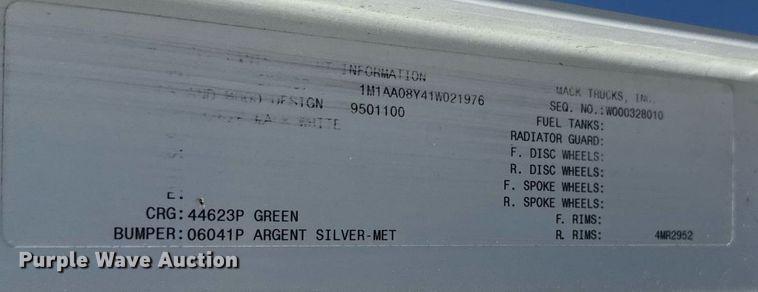 INFORMATION
1M1AA08Y41W021976
DESIGN 9501100
WHITE
E:
CRG: 44623P GREEN
BUMPER: 06041P ARGENT SILVER-MET
MACK TRUCKS, INC.
SEQ. NO.:W000328010
FUEL TANKS:
RADIATOR GUARD:
F. DISC WHEELS:
R. DISC WHEELS:
F. SPOKE WHEELS:
R. SPOKE WHEELS:
F. RIMS:
R. RIMS: 4MR2952
Purple Wave Auction